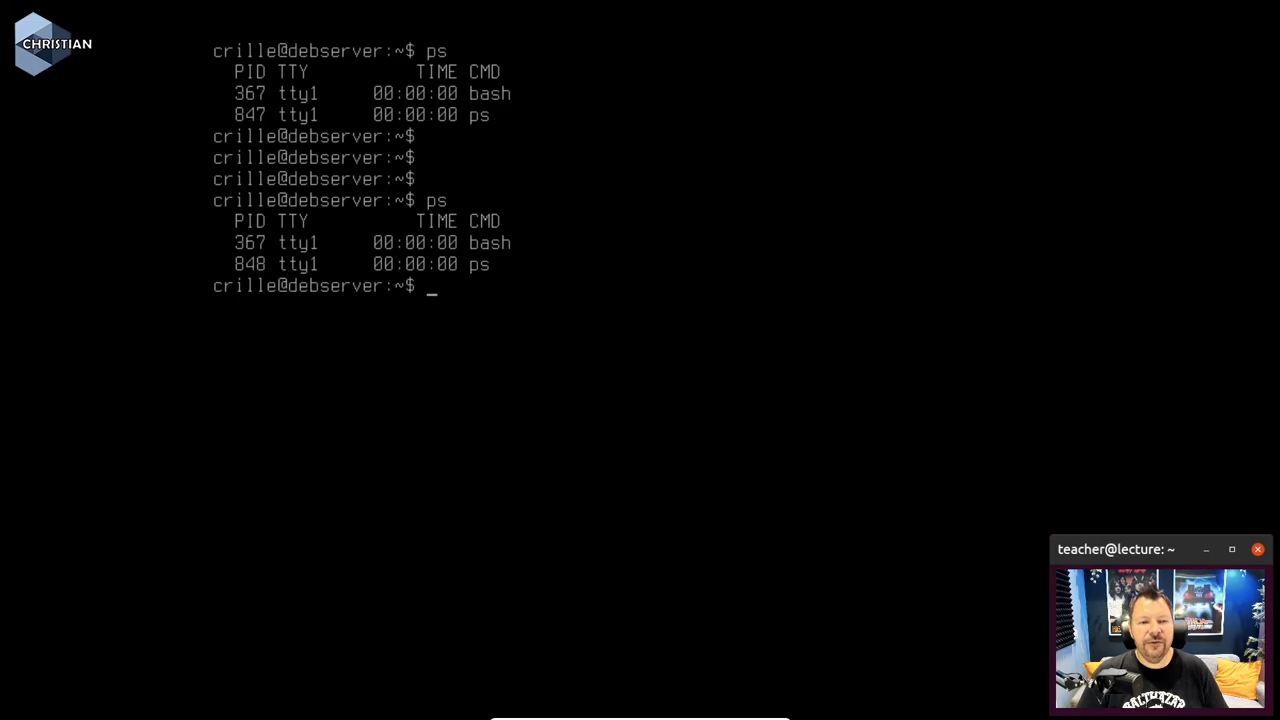 CHRISTIAN
crille@debserver:~$ ps
PID TTY TIME CMD
367 tty1 00:00:00 bash
847 tty1 00:00:00 ps
crille@debserver:~$
crille@debserver:~$
crille@debserver:~$
crille@debserver:~$ ps
PID TTY TIME CMD
367 tty1 00:00:00 bash
848 tty1 00:00:00 ps
crille@debserver:~$ _
teacher@lecture: ~